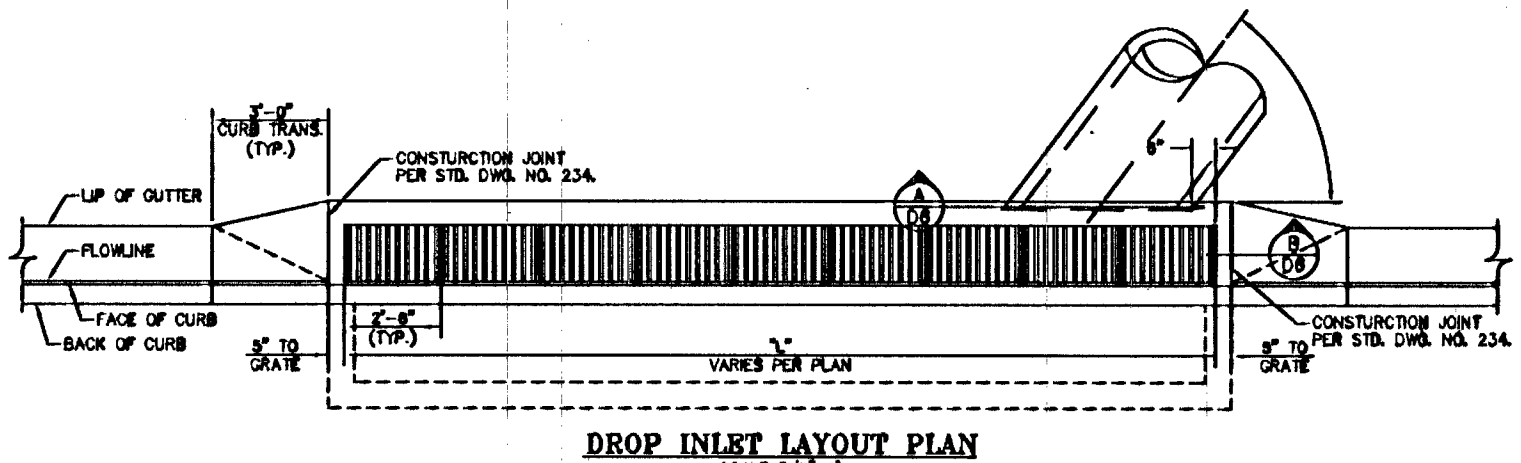 3'-0"
CURB TRANS.
(TYP.)
CONSTURCTION JOINT
PER STD. DWG. NO. 234.
6"
LIP OF GUTTER
A
D6
FLOWLINE
B
D6
FACE OF CURB
BACK OF CURB
2'-6"
(TYP.)
5" TO
GRATE
"L"
VARIES PER PLAN
5" TO
GRATE
CONSTURCTION JOINT
PER STD. DWG. NO. 234.
DROP INLET LAYOUT PLAN